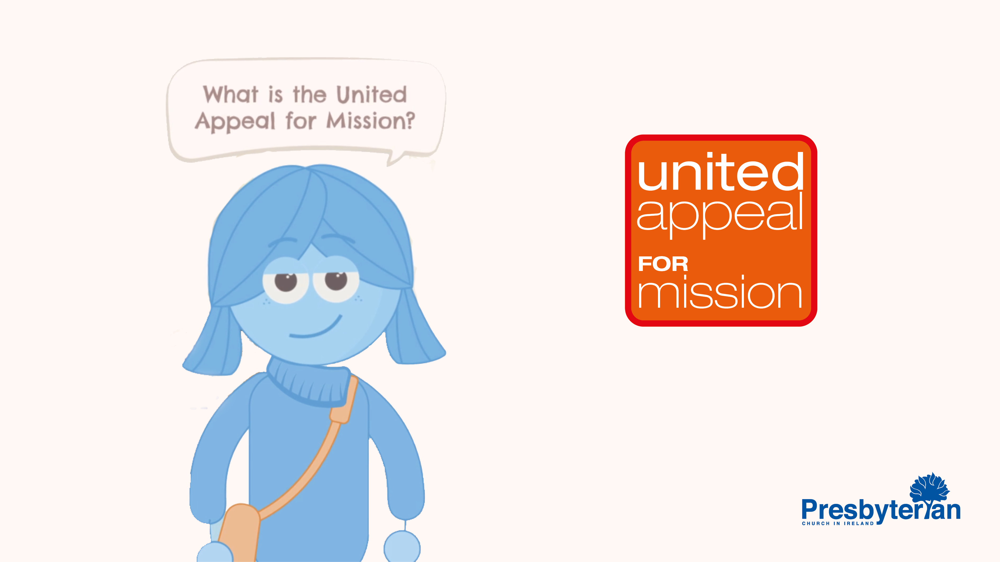 What is the United
Appeal for Mission?
united
appeal
FOR
mission
Presbyterian
CHURCH IN IRELAND